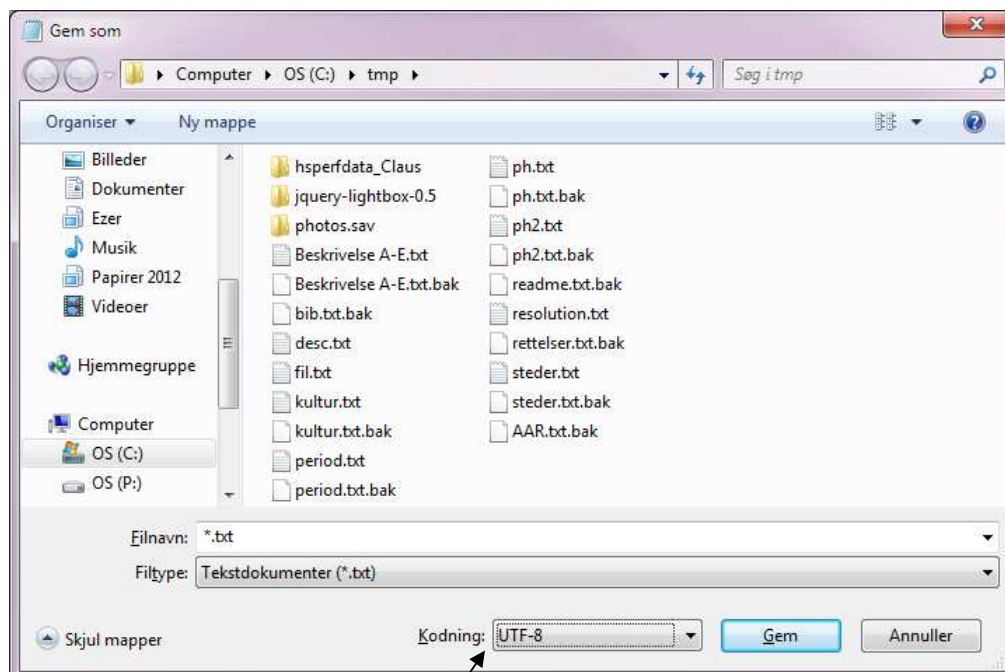 Gem som
Computer OS (C:) tmp
Søg i tmp
Organiser Ny mappe
Billeder
Dokumenter
Ezer
Musik
Papirer 2012
Videoer
Hjemmegruppe
Computer
OS (C:)
OS (P:)
hsperfdata_Claus
jquery-lightbox-0.5
photos.sav
Beskrivelse A-E.txt
Beskrivelse A-E.txt.bak
bib.txt.bak
desc.txt
fil.txt
kultur.txt
kultur.txt.bak
period.txt
period.txt.bak
ph.txt
ph.txt.bak
ph2.txt
ph2.txt.bak
readme.txt.bak
resolution.txt
rettelser.txt.bak
steder.txt
steder.txt.bak
AAR.txt.bak
Filnavn: *.txt
Filtype: Tekstdokumenter (*.txt)
Skjul mapper
Kodning: UTF-8
Gem
Annuller